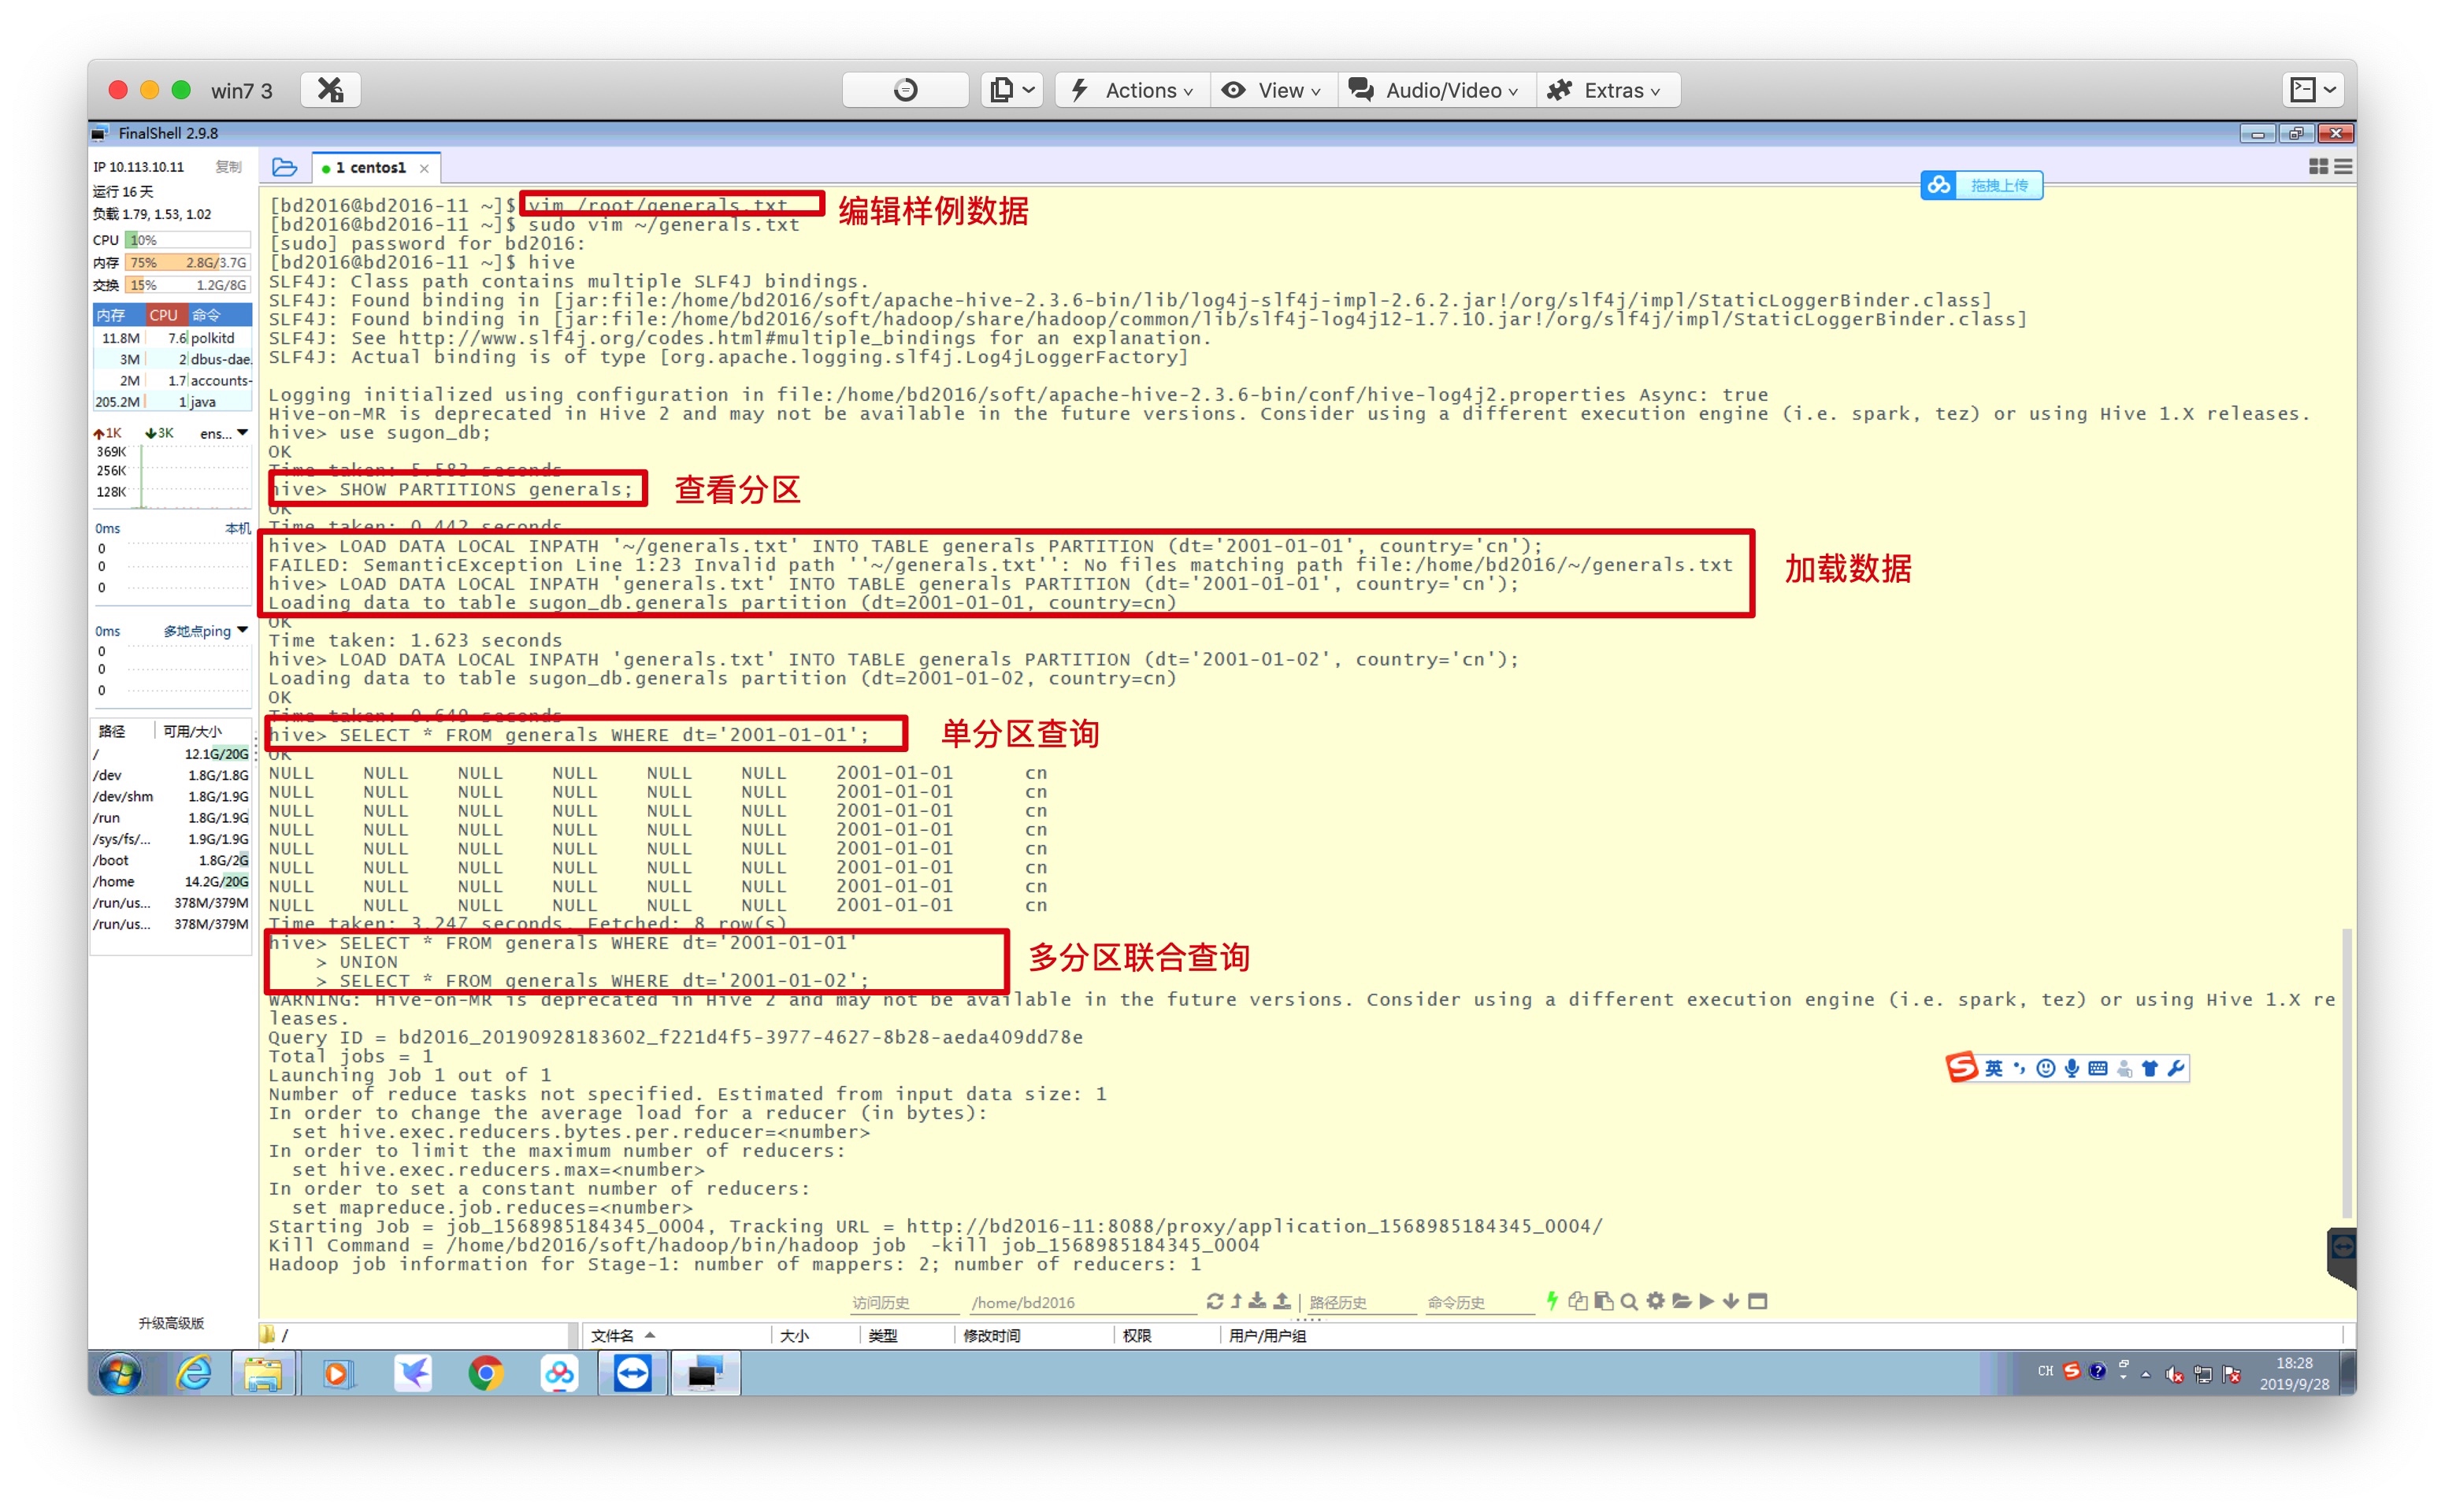 win7 3
Actions
View
Audio/Video
Extras
FinalShell 2.9.8
IP 10.113.10.11 复制
运行 16 天
负载 1.79, 1.53, 1.02
CPU 10%
内存 75% 2.8G/3.7G
交换 15% 1.2G/8G
内存 CPU 命令
11.8M 7.6 polkitd
3M 2 dbus-dae.
2M 1.7 accounts-
205.2M 1 java
1K 3K ens...
369K
256K
128K
0ms 本机
0
0
0
0ms 多地点ping
0
0
0
路径 可用/大小
/ 12.1G/20G
/dev 1.8G/1.8G
/dev/shm 1.8G/1.9G
/run 1.8G/1.9G
/sys/fs/... 1.9G/1.9G
/boot 1.8G/2G
/home 14.2G/20G
/run/us... 378M/379M
/run/us... 378M/379M
升级高级版
1 centos1
拖拽上传
[bd2016@bd2016-11 ~]$ vim /root/generals.txt
编辑样例数据
[bd2016@bd2016-11 ~]$ sudo vim ~/generals.txt
[sudo] password for bd2016:
[bd2016@bd2016-11 ~]$ hive
SLF4J: Class path contains multiple SLF4J bindings.
SLF4J: Found binding in [jar:file:/home/bd2016/soft/apache-hive-2.3.6-bin/lib/log4j-slf4j-impl-2.6.2.jar!/org/slf4j/impl/StaticLoggerBinder.class]
SLF4J: Found binding in [jar:file:/home/bd2016/soft/hadoop/share/hadoop/common/lib/slf4j-log4j12-1.7.10.jar!/org/slf4j/impl/StaticLoggerBinder.class]
SLF4J: See http://www.slf4j.org/codes.html#multiple_bindings for an explanation.
SLF4J: Actual binding is of type [org.apache.logging.slf4j.Log4jLoggerFactory]
Logging initialized using configuration in file:/home/bd2016/soft/apache-hive-2.3.6-bin/conf/hive-log4j2.properties Async: true
Hive-on-MR is deprecated in Hive 2 and may not be available in the future versions. Consider using a different execution engine (i.e. spark, tez) or using Hive 1.X releases.
hive> use sugon_db;
OK
Time taken: 5.583 seconds
hive> SHOW PARTITIONS generals;
查看分区
OK
Time taken: 0.442 seconds
hive> LOAD DATA LOCAL INPATH '~/generals.txt' INTO TABLE generals PARTITION (dt='2001-01-01', country='cn');
FAILED: SemanticException Line 1:23 Invalid path ''~/generals.txt'': No files matching path file:/home/bd2016/~/generals.txt
加载数据
hive> LOAD DATA LOCAL INPATH 'generals.txt' INTO TABLE generals PARTITION (dt='2001-01-01', country='cn');
Loading data to table sugon_db.generals partition (dt=2001-01-01, country=cn)
OK
Time taken: 1.623 seconds
hive> LOAD DATA LOCAL INPATH 'generals.txt' INTO TABLE generals PARTITION (dt='2001-01-02', country='cn');
Loading data to table sugon_db.generals partition (dt=2001-01-02, country=cn)
OK
Time taken: 0.649 seconds
hive> SELECT * FROM generals WHERE dt='2001-01-01';
单分区查询
OK
NULL NULL NULL NULL NULL NULL 2001-01-01 cn
NULL NULL NULL NULL NULL NULL 2001-01-01 cn
NULL NULL NULL NULL NULL NULL 2001-01-01 cn
NULL NULL NULL NULL NULL NULL 2001-01-01 cn
NULL NULL NULL NULL NULL NULL 2001-01-01 cn
NULL NULL NULL NULL NULL NULL 2001-01-01 cn
NULL NULL NULL NULL NULL NULL 2001-01-01 cn
NULL NULL NULL NULL NULL NULL 2001-01-01 cn
Time taken: 3.247 seconds, Fetched: 8 row(s)
hive> SELECT * FROM generals WHERE dt='2001-01-01'
> UNION
多分区联合查询
> SELECT * FROM generals WHERE dt='2001-01-02';
WARNING: Hive-on-MR is deprecated in Hive 2 and may not be available in the future versions. Consider using a different execution engine (i.e. spark, tez) or using Hive 1.X re
leases.
Query ID = bd2016_20190928183602_f221d4f5-3977-4627-8b28-aeda409dd78e
Total jobs = 1
Launching Job 1 out of 1
Number of reduce tasks not specified. Estimated from input data size: 1
In order to change the average load for a reducer (in bytes):
set hive.exec.reducers.bytes.per.reducer=<number>
In order to limit the maximum number of reducers:
set hive.exec.reducers.max=<number>
In order to set a constant number of reducers:
set mapreduce.job.reduces=<number>
Starting Job = job_1568985184345_0004, Tracking URL = http://bd2016-11:8088/proxy/application_1568985184345_0004/
Kill Command = /home/bd2016/soft/hadoop/bin/hadoop job  -kill job_1568985184345_0004
Hadoop job information for Stage-1: number of mappers: 2; number of reducers: 1
英
访问历史 /home/bd2016 路径历史 命令历史
/ 文件名 大小 类型 修改时间 权限 用户/用户组
CH 18:28
2019/9/28